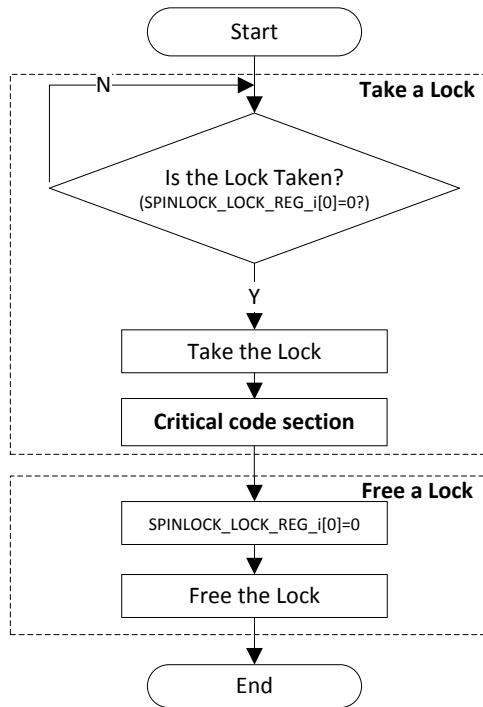 Start
Take a Lock
N
Is the Lock Taken?
(SPINLOCK_LOCK_REG_i[0]=0?)
Y
Take the Lock
Critical code section
Free a Lock
SPINLOCK_LOCK_REG_i[0]=0
Free the Lock
End